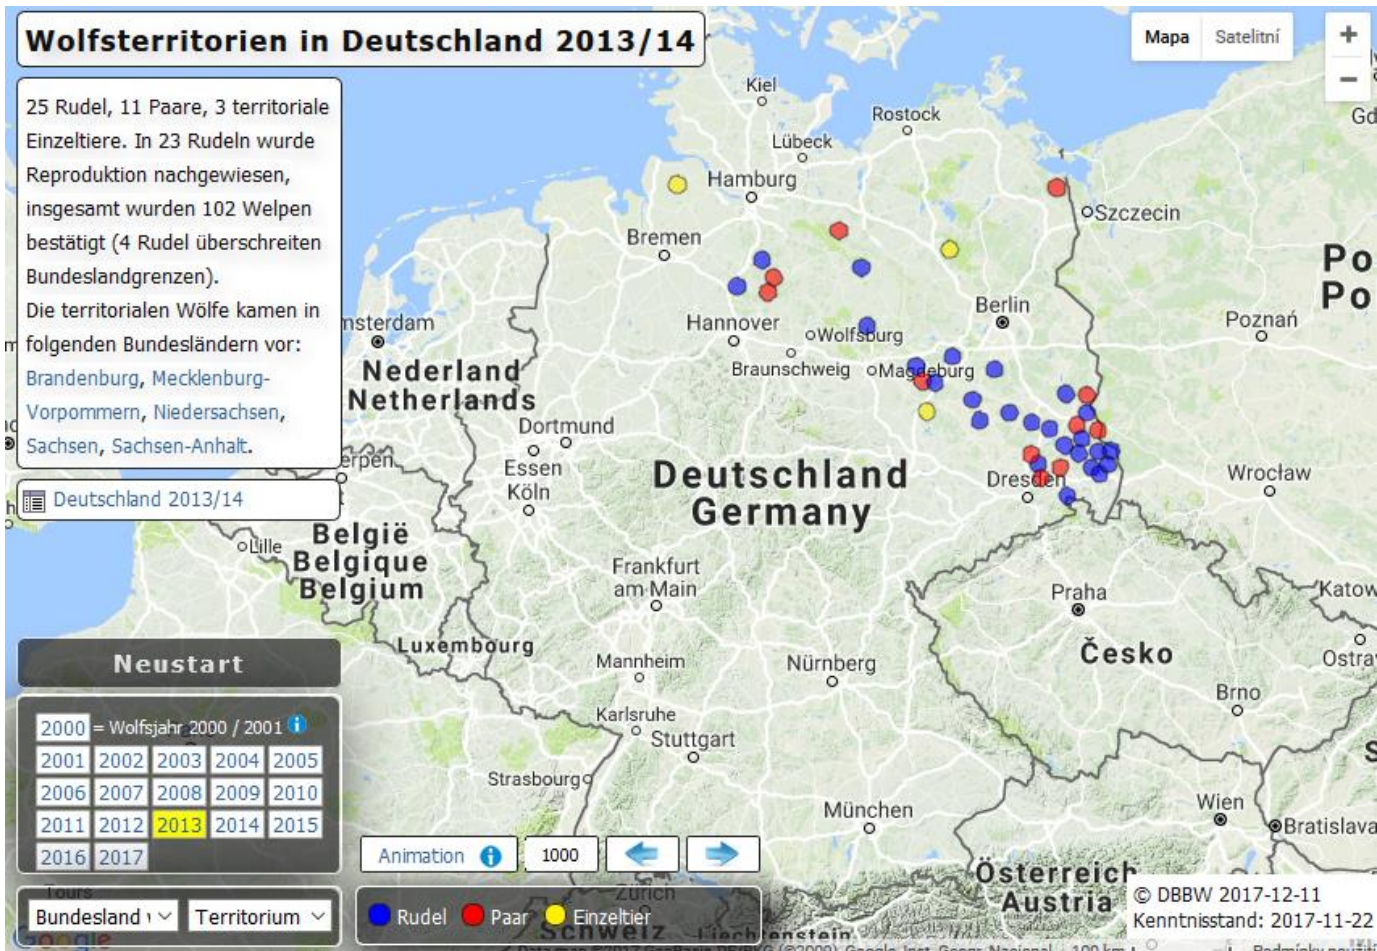 Wolfsterritorien in Deutschland 2013/14
25 Rudel, 11 Paare, 3 territoriale
Einzeltiere. In 23 Rudeln wurde
Reproduktion nachgewiesen,
insgesamt wurden 102 Welpen
bestätigt (4 Rudel überschreiten
Bundeslandgrenzen).
Die territorialen Wölfe kamen in
folgenden Bundesländern vor:
Brandenburg, Mecklenburg-
Vorpommern, Niedersachsen,
Sachsen, Sachsen-Anhalt.
Deutschland 2013/14
Mapa Satelitní
+
−
Kiel
Rostock
Lübeck
Hamburg
Szczecin
Bremen
Berlin
Poznań
Hannover
Wolfsburg
Braunschweig
Magdeburg
Nederland
Netherlands
Dortmund
Essen
Köln
Deutschland
Germany
Dresden
Wrocław
België
Belgique
Belgium
Lille
Frankfurt
am Main
Praha
Luxembourg
Mannheim
Nürnberg
Česko
Brno
Karlsruhe
Stuttgart
Strasbourg
München
Wien
Bratislava
Österreich
Austria
Zürich
Schweiz
Liechtenstein
Tours
Neustart
2000 = Wolfsjahr 2000 / 2001
2001 2002 2003 2004 2005
2006 2007 2008 2009 2010
2011 2012 2013 2014 2015
2016 2017
Animation 1000
Bundesland Territorium
Rudel Paar Einzeltier
© DBBW 2017-12-11
Kenntnisstand: 2017-11-22
Google